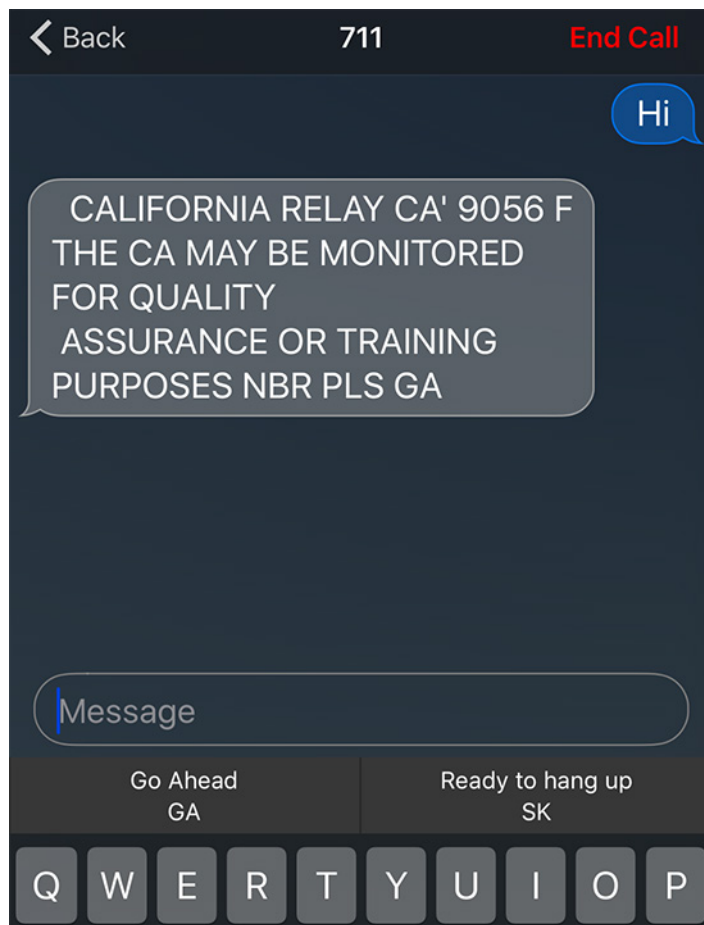 Back 711 End Call
Hi
CALIFORNIA RELAY CA' 9056 F
THE CA MAY BE MONITORED
FOR QUALITY
ASSURANCE OR TRAINING
PURPOSES NBR PLS GA
Message
Go Ahead Ready to hang up
GA SK
Q W E R T Y U I O P